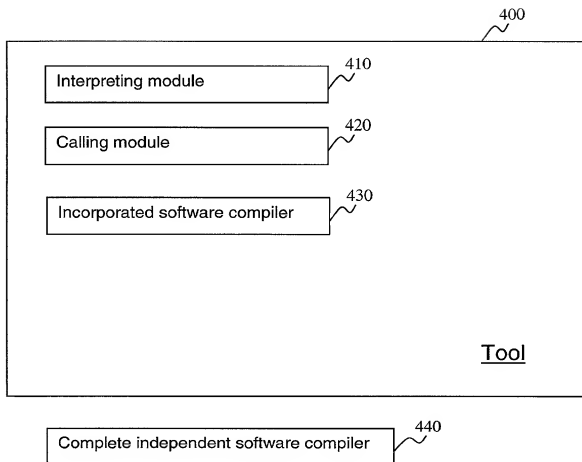 400
Interpreting module
410
Calling module
420
Incorporated software compiler
430
Tool
Complete independent software compiler
440